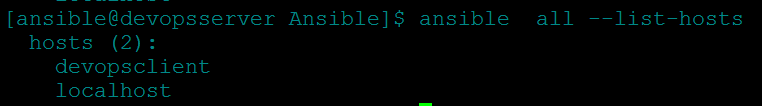 [ansible@devopsserver Ansible]$ ansible  all --list-hosts
  hosts (2):
    devopsclient
    localhost